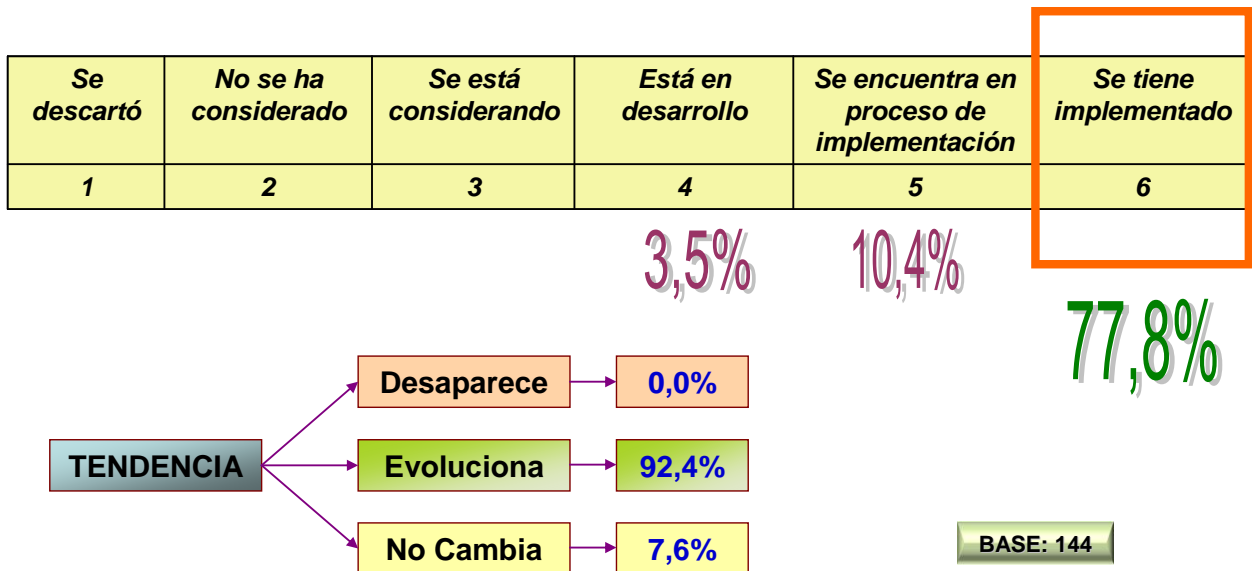 Se descartó
No se ha considerado
Se está considerando
Está en desarrollo
Se encuentra en proceso de implementación
Se tiene implementado
1 2 3 4 5 6
3,5% 10,4%
77,8%
Desaparece 0,0%
TENDENCIA Evoluciona 92,4%
No Cambia 7,6%
BASE: 144